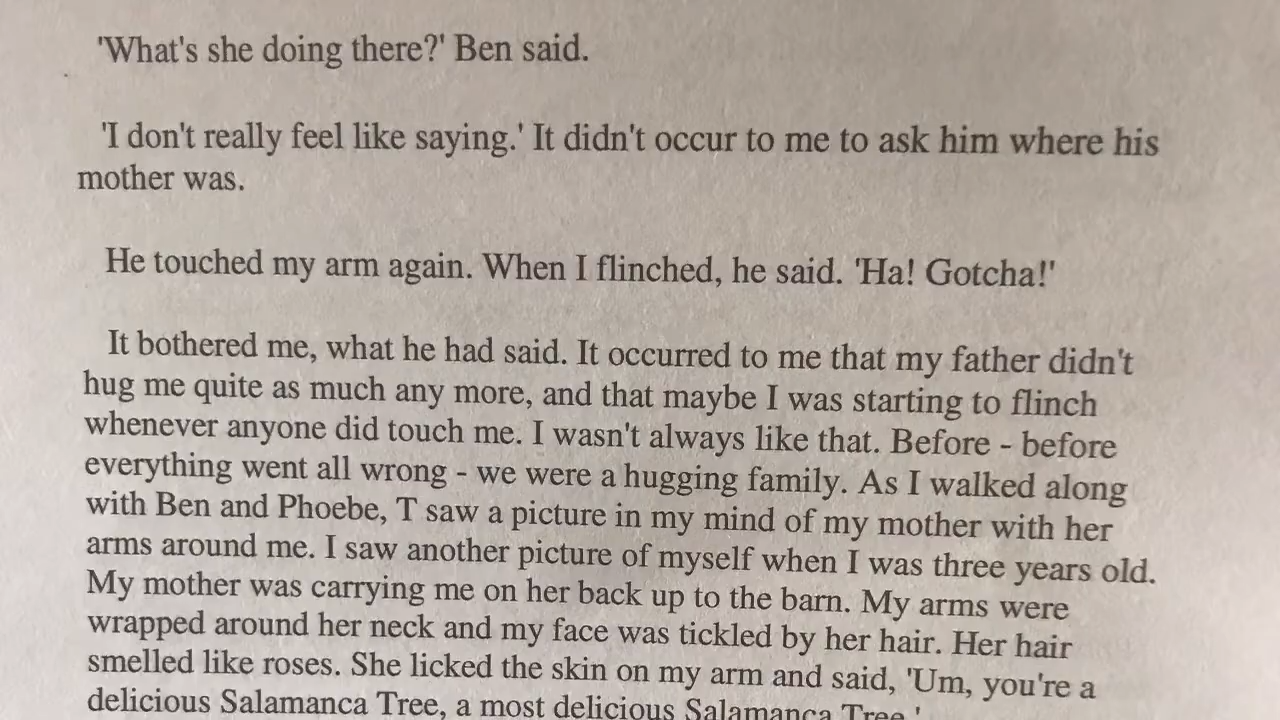 'What's she doing there?' Ben said.
'I don't really feel like saying.' It didn't occur to me to ask him where his
mother was.
He touched my arm again. When I flinched, he said. 'Ha! Gotcha!'
It bothered me, what he had said. It occurred to me that my father didn't
hug me quite as much any more, and that maybe I was starting to flinch
whenever anyone did touch me. I wasn't always like that. Before - before
everything went all wrong - we were a hugging family. As I walked along
with Ben and Phoebe, T saw a picture in my mind of my mother with her
arms around me. I saw another picture of myself when I was three years old.
My mother was carrying me on her back up to the barn. My arms were
wrapped around her neck and my face was tickled by her hair. Her hair
smelled like roses. She licked the skin on my arm and said, 'Um, you're a
delicious Salamanca Tree, a most delicious Salamanca Tree.'